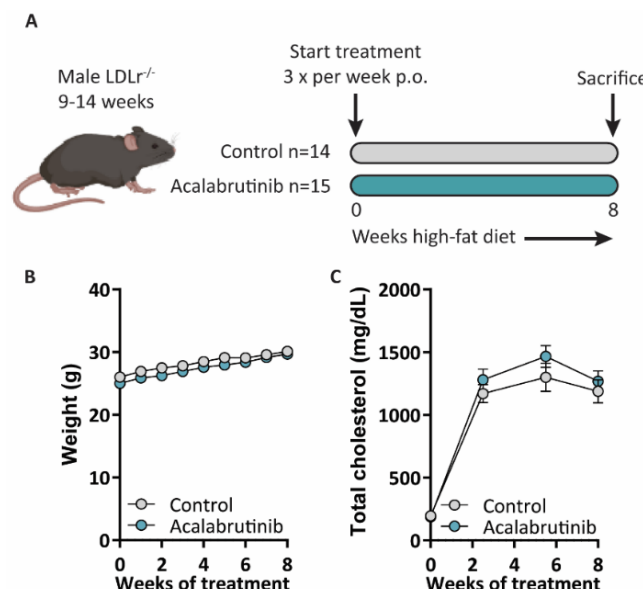 A
Male LDLr-/-
9-14 weeks
Start treatment
3 x per week p.o.
Sacrifice
Control n=14
Acalabrutinib n=15
0
8
Weeks high-fat diet
B
40
30
20
10
0
Weight (g)
Control
Acalabrutinib
0 2 4 6 8
Weeks of treatment
C
2000
1500
1000
500
0
Total cholesterol (mg/dL)
Control
Acalabrutinib
0 2 4 6 8
Weeks of treatment